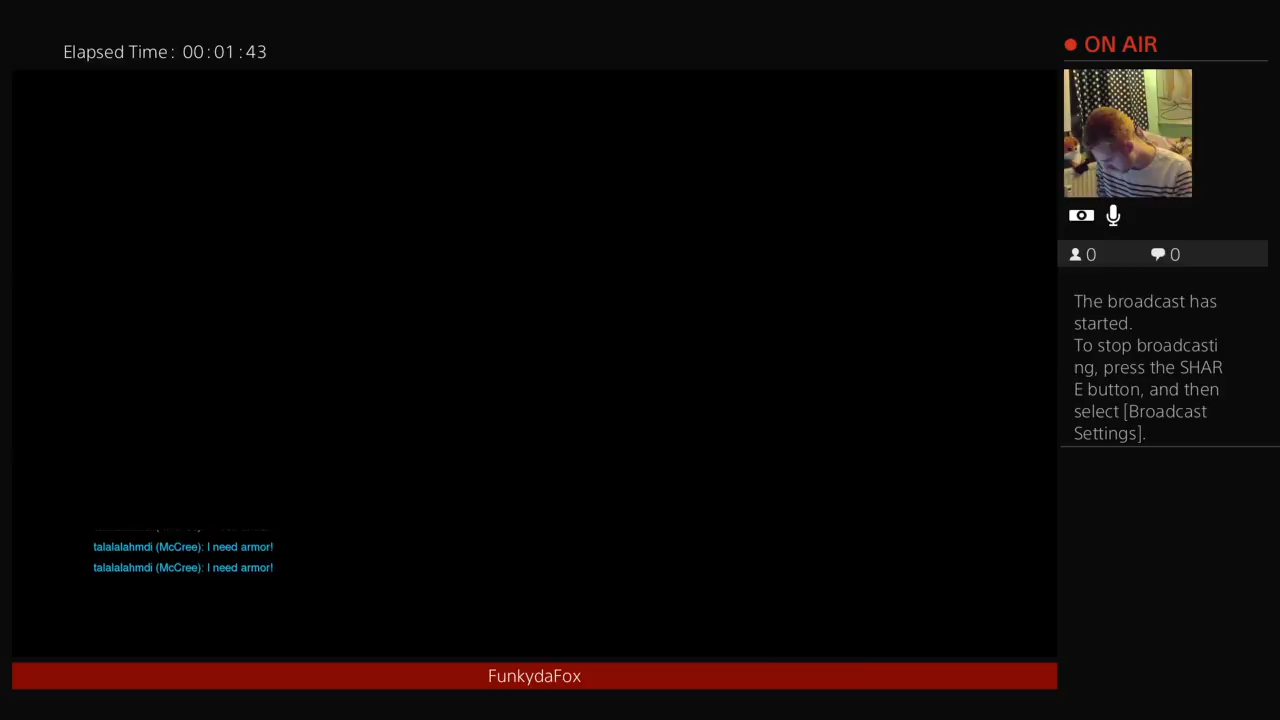 Elapsed Time: 00:01:43
ON AIR
0 0
The broadcast has
started.
To stop broadcasti
ng, press the SHAR
E button, and then
select [Broadcast
Settings].
talalalahmdi (McCree): I need armor!
talalalahmdi (McCree): I need armor!
FunkydaFox